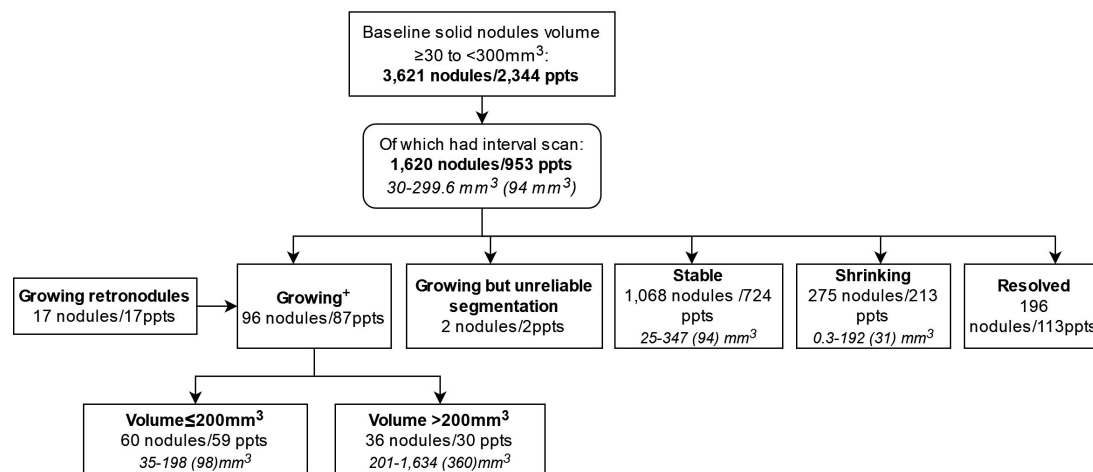 Baseline solid nodules volume
≥30 to <300mm³:
3,621 nodules/2,344 ppts
Of which had interval scan:
1,620 nodules/953 ppts
30-299.6 mm³ (94 mm³)
Growing retronodules
17 nodules/17ppts
Growing⁺
96 nodules/87ppts
Growing but unreliable
segmentation
2 nodules/2ppts
Stable
1,068 nodules /724
ppts
25-347 (94) mm³
Shrinking
275 nodules/213
ppts
0.3-192 (31) mm³
Resolved
196
nodules/113ppts
Volume≤200mm³
60 nodules/59 ppts
35-198 (98)mm³
Volume >200mm³
36 nodules/30 ppts
201-1,634 (360)mm³